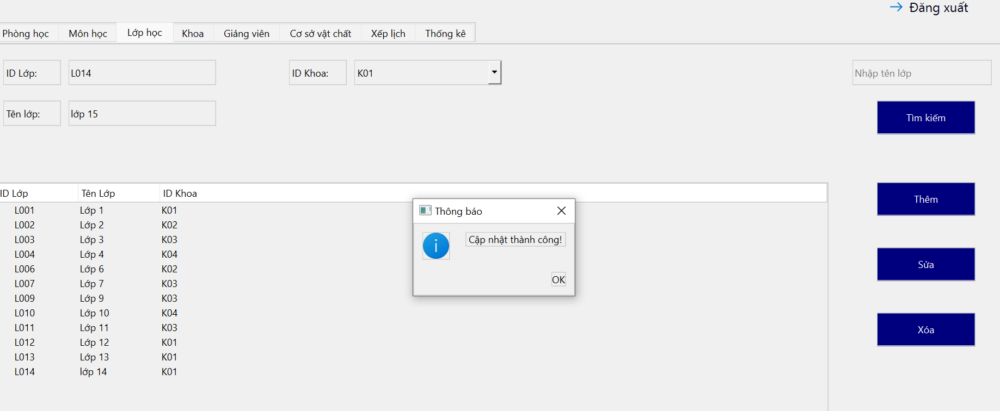 Đăng xuất
Phòng học Môn học Lớp học Khoa Giảng viên Cơ sở vật chất Xếp lịch Thống kê
ID Lớp: L014 ID Khoa: K01 Nhập tên lớp
Tên lớp: lớp 15 Tìm kiếm
ID Lớp Tên Lớp ID Khoa
Thêm
L001 Lớp 1 K01
L002 Lớp 2 K02
L003 Lớp 3 K03
L004 Lớp 4 K04
L006 Lớp 6 K02
L007 Lớp 7 K03
L009 Lớp 9 K03
L010 Lớp 10 K04
L011 Lớp 11 K03
L012 Lớp 12 K01
L013 Lớp 13 K01
L014 lớp 14 K01
Thông báo
Cập nhật thành công!
OK
Sửa
Xóa